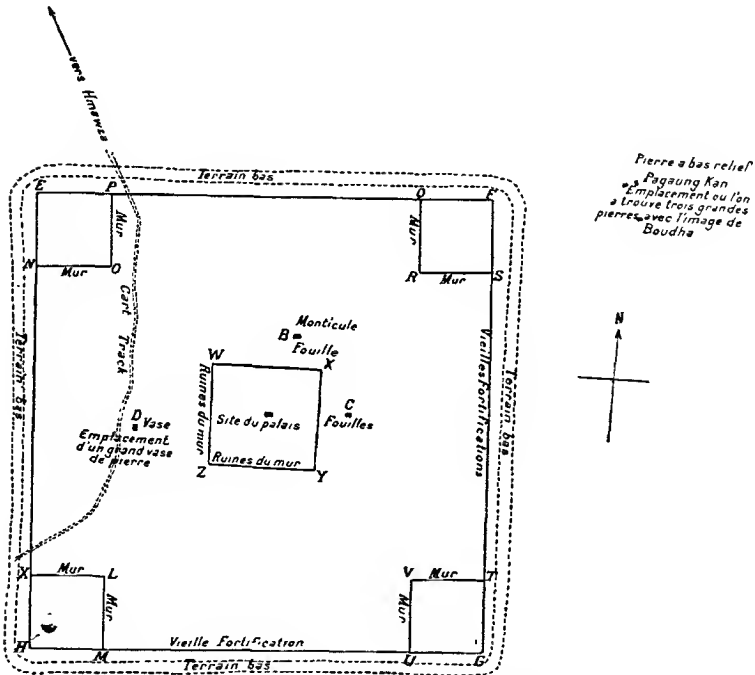 vers Hmawza
Terrain bas
Pierre a bas relief
Pagaung Kan
Emplacement ou l'on
a trouvé trois grandes
pierres avec l'image de
Boudha
E
P
Q
F
Mur
Mur
N
Mur
O
R
Mur
S
N
Cart
Track
Terrain bas
Monticule
B
Fouille
W
X
Ruines du mur
Site du palais
C
Fouilles
Vieilles Fortifications
Terrain bas
D
Vase
Emplacement
d'un grand vase
de pierre
Z
Ruines du mur
Y
X
Mur
L
V
Mur
T
Mur
Mur
H
M
Vieille Fortification
U
G
Terrain bas